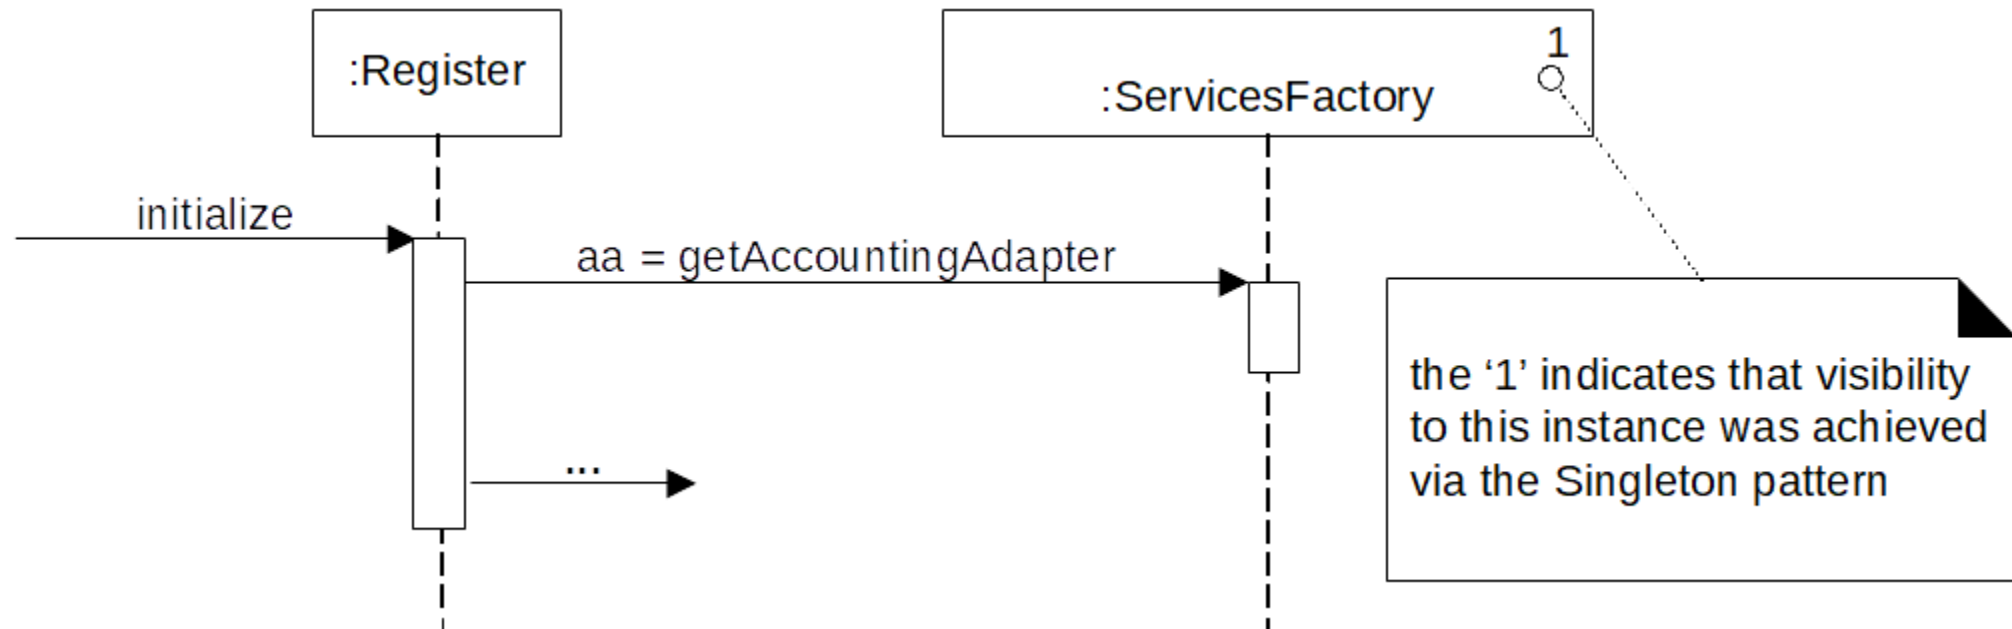 :Register
1
:ServicesFactory
initialize
aa = getAccountingAdapter
the ‘1’ indicates that visibility
to this instance was achieved
via the Singleton pattern
...